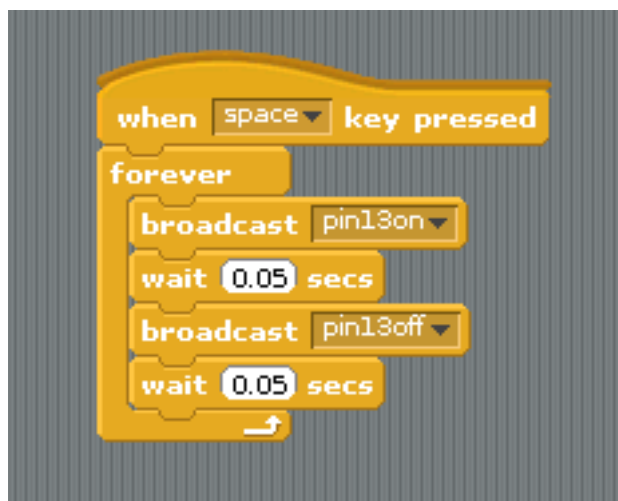 when space key pressed
forever
broadcast pin13on
wait 0.05 secs
broadcast pin13off
wait 0.05 secs